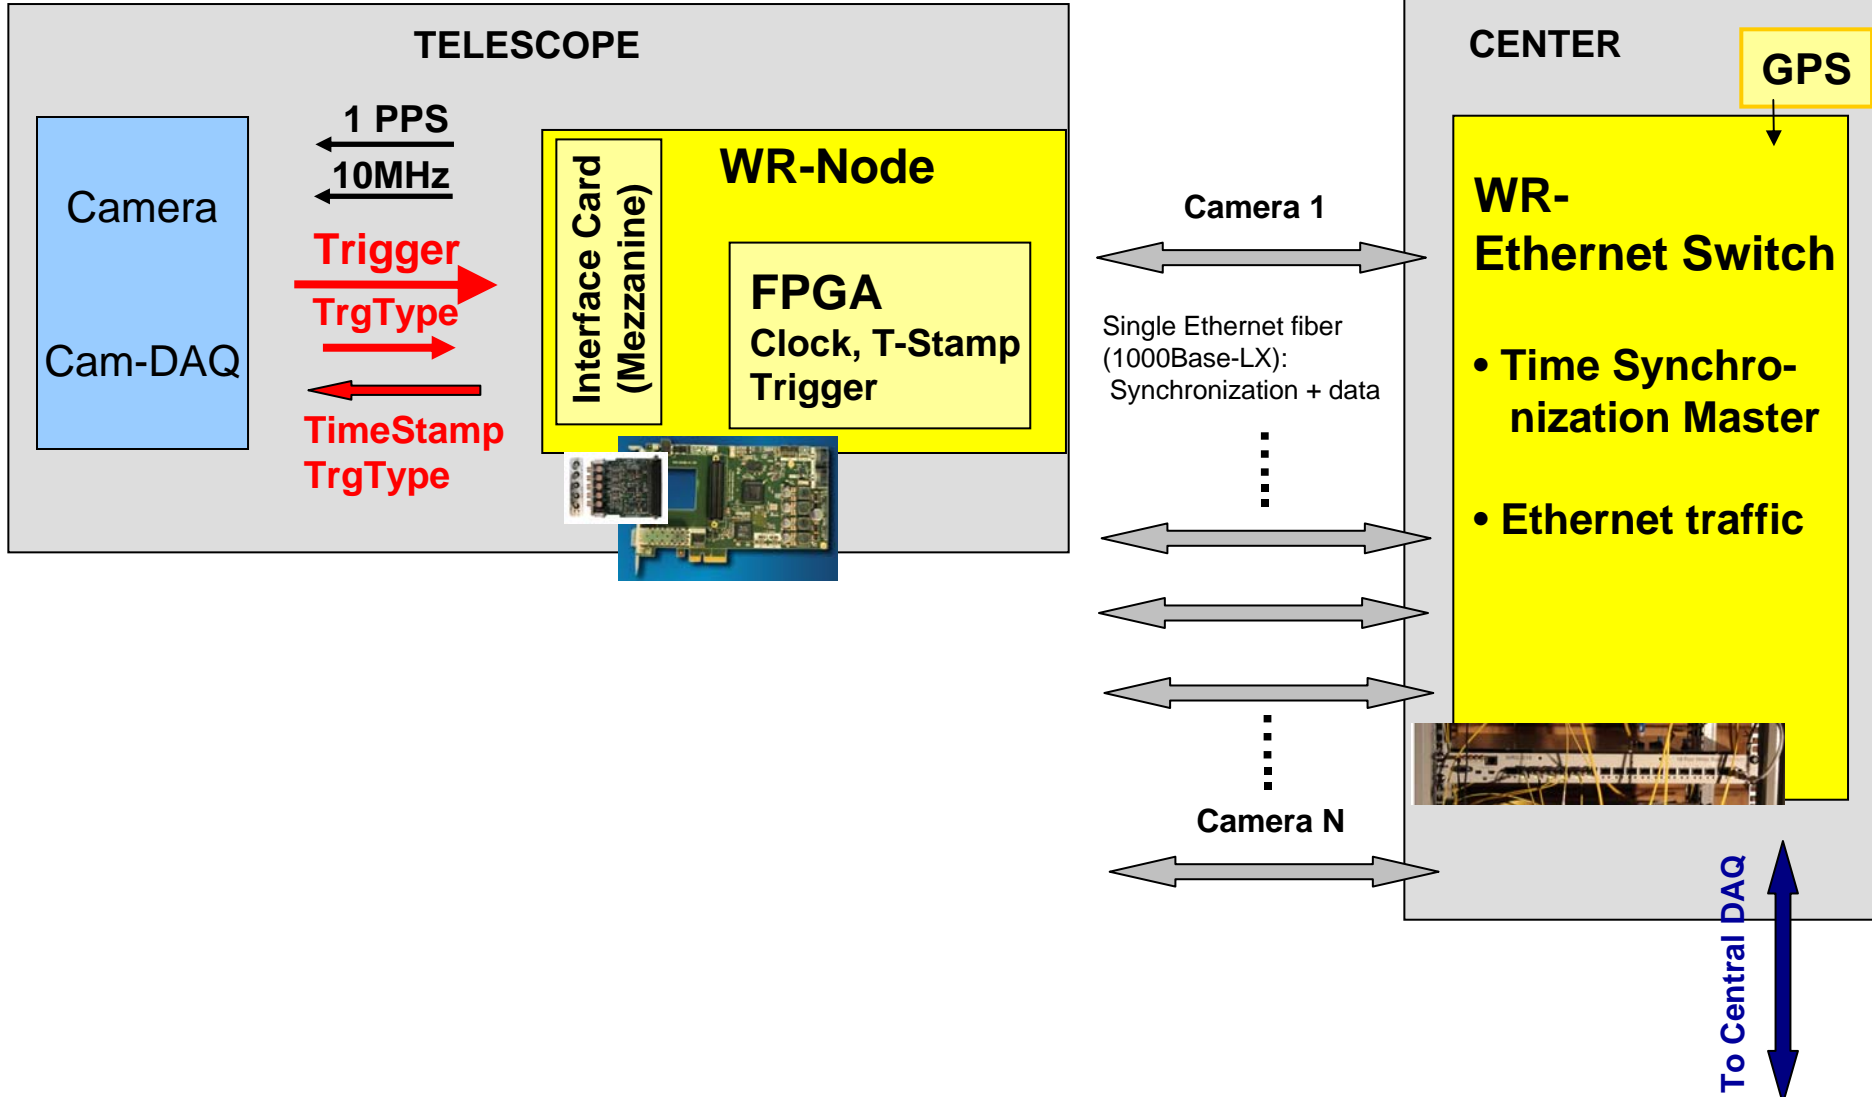 TELESCOPE
Camera
Cam-DAQ
1 PPS
10MHz
Trigger
TrgType
TimeStamp
TrgType
Interface Card
(Mezzanine)
WR-Node
FPGA
Clock, T-Stamp
Trigger
Camera 1
Single Ethernet fiber
(1000Base-LX):
Synchronization + data
Camera N
CENTER
GPS
WR-
Ethernet Switch
• Time Synchro-
nization Master
• Ethernet traffic
To Central DAQ